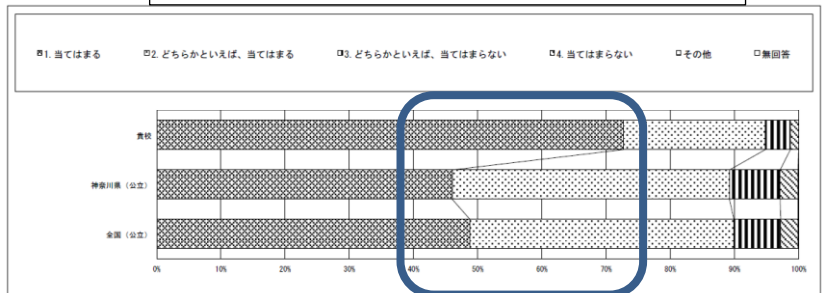 1. 当てはまる 2. どちらかといえば、当てはまる 3. どちらかといえば、当てはまらない 4. 当てはまらない その他 無回答
貴校
神奈川県（公立）
全国（公立）
0% 10% 20% 30% 40% 50% 60% 70% 80% 90% 100%